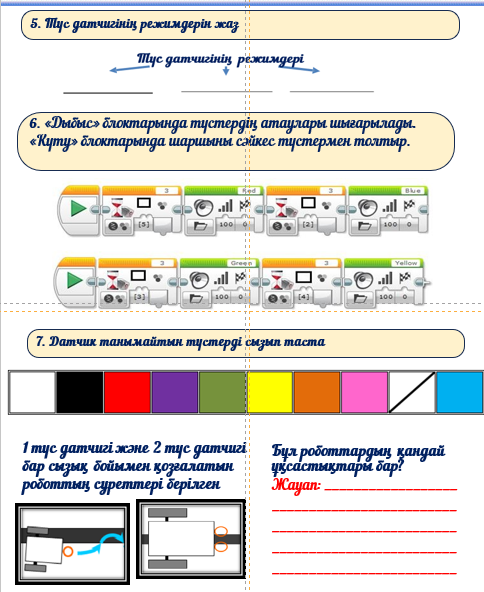 5. Түс датчигінің режимдерін жаз
Түс датчигінің режимдері
6. «Дыбыс» блоктарында түстердің атаулары шығарылады.
«Күту» блоктарында шаршыны сәйкес түстермен толтыр.
3 Red 3 Blue
[5] 100 0 [2] 100 0
3 Green 3 Yellow
[3] 100 0 [4] 100 0
7. Датчик танымайтын түстерді сызып таста
1 түс датчигі және 2 түс датчигі
бар сызық бойымен қозғалатын
роботтың суреттері берілген
Бұл роботтардың қандай
ұқсастықтары бар?
Жауап: